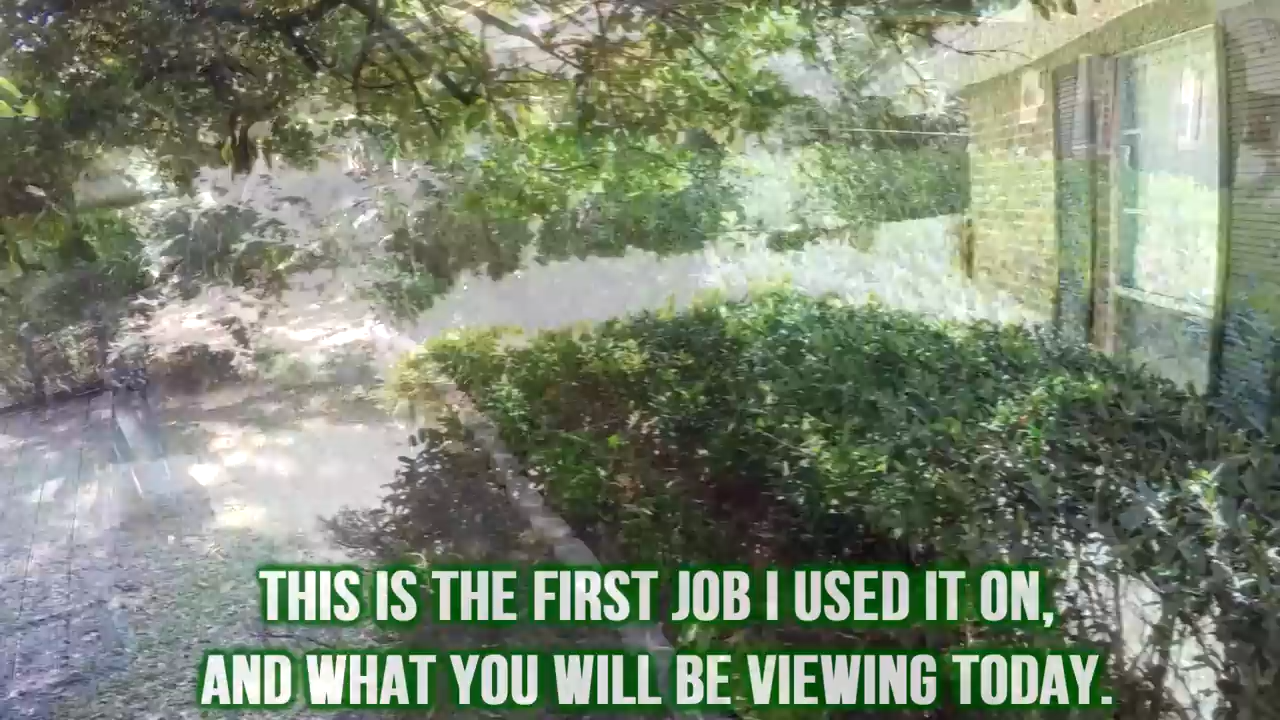 THIS IS THE FIRST JOB I USED IT ON,
AND WHAT YOU WILL BE VIEWING TODAY.